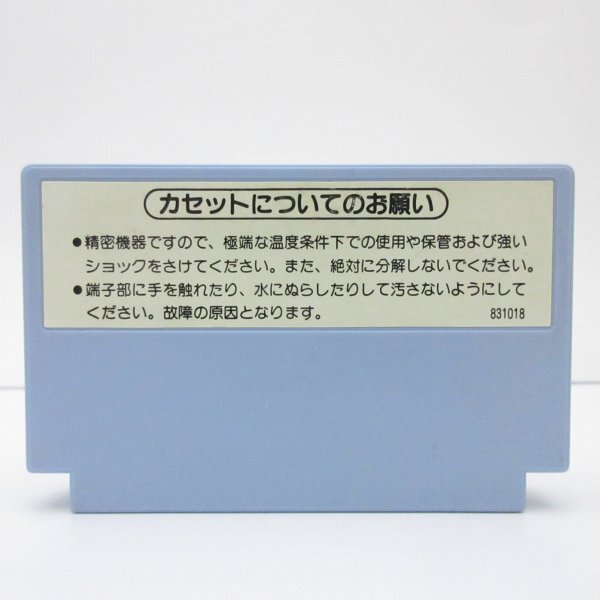 カセットについてのお願い
●精密機器ですので、極端な温度条件下での使用や保管および強い
ショックをさけてください。また、絶対に分解しないでください。
●端子部に手を触れたり、水にぬらしたりして汚さないようにして
ください。故障の原因となります。
831018